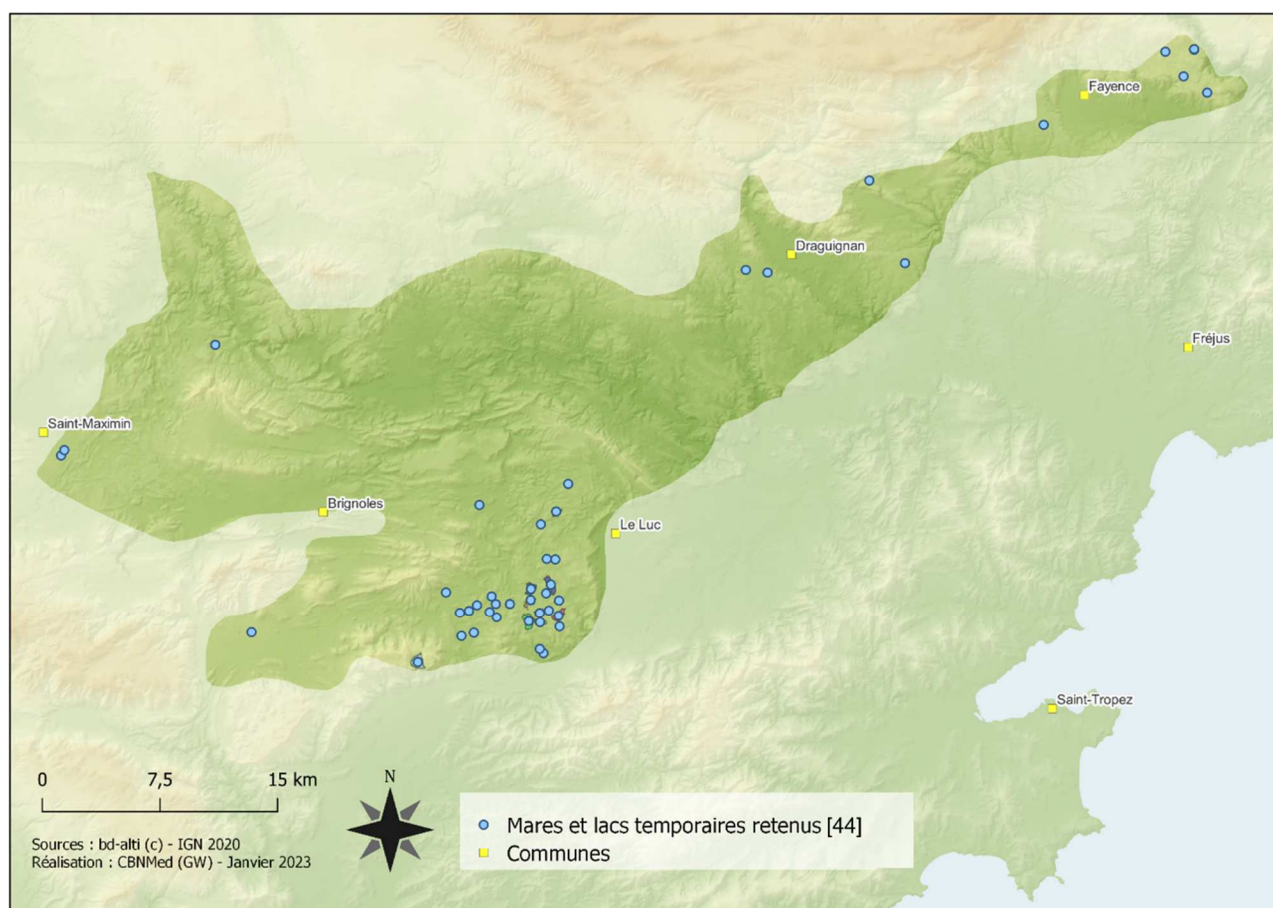 Fayence
Draguignan
Fréjus
Saint-Maximin
Brignoles
Le Luc
Saint-Tropez
0 7,5 15 km
N
Mares et lacs temporaires retenus [44]
Communes
Sources : bd-alti (c) - IGN 2020
Réalisation : CBNMed (GW) - Janvier 2023